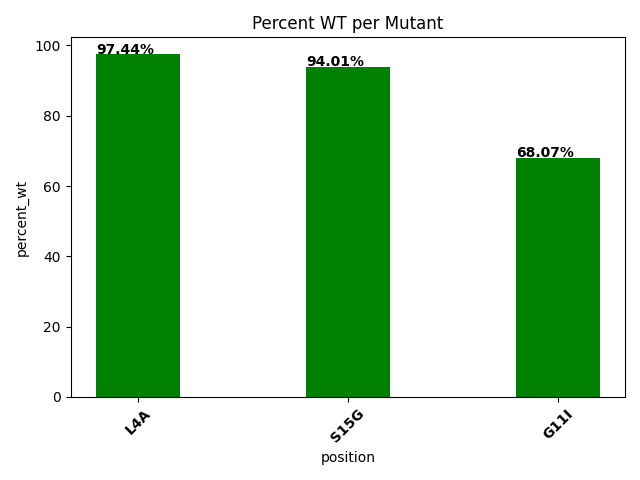 Percent WT per Mutant
100
80
60
40
20
0
percent_wt
97.44%
94.01%
68.07%
L4A
S15G
G11I
position